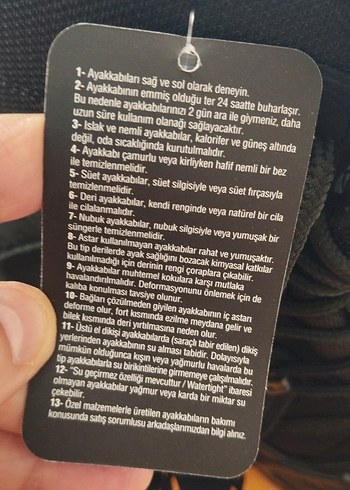 1- Ayakkabıları sağ ve sol olarak deneyin.
2- Ayakkabının emmiş olduğu ter 24 saatte buharlaşır.
Bu nedenle ayakkabılarınızı 2 gün ara ile giymeniz, daha
uzun süre kullanım olanağı sağlayacaktır.
3- Islak ve nemli ayakkabılar, kalorifer ve güneş altında
değil, oda sıcaklığında kurutulmalıdır.
4- Ayakkabı çamurlu veya kirliyken hafif nemli bir bez
ile temizlenmelidir.
5- Süet ayakkabılar, süet silgisiyle veya süet fırçasıyla
temizlenmelidir.
6- Deri ayakkabılar, kendi renginde veya natürel bir cila
ile cilalanmalıdır.
7- Nubuk ayakkabılar, nubuk silgisiyle veya yumuşak bir
süngerle temizlenmelidir.
8- Astar kullanılmayan ayakkabılar rahat ve yumuşaktır.
Bu tip derilerde ayak sağlığını bozacak kimyasal katkılar
kullanılmadığı için derinin rengi çoraplara çıkabilir.
9- Ayakkabılar muhtemel kokulara karşı mutlaka
havalandırılmalıdır. Deformasyonunu önlemek için de
kalıba konulması tavsiye olunur.
10- Bağları çözülmeden giyilen ayakkabının iç astarı
deforme olur, fort kısmında ezilme meydana gelir ve
bilek kısmında deri yırtılmasına neden olur.
11- Üstü el dikişi ayakkabılarda (saraçlı tabir edilen) dikiş
yerlerinden ayakkabının su alması tabidir. Dolayısıyla
mümkün olduğunca kışın veya yağmurlu havalarda bu
tip ayakkabılarla su birikintilerine girmemeye çalışılmalıdır.
12- "Su geçirmez özelliği mevcuttur / Watertight" ibaresi
olmayan ayakkabılar yağmur veya karda bir miktar su
çekebilir.
13- Özel malzemelerle üretilen ayakkabıların bakımı
konusunda satış sorumlusu arkadaşlarımızdan bilgi alınız.